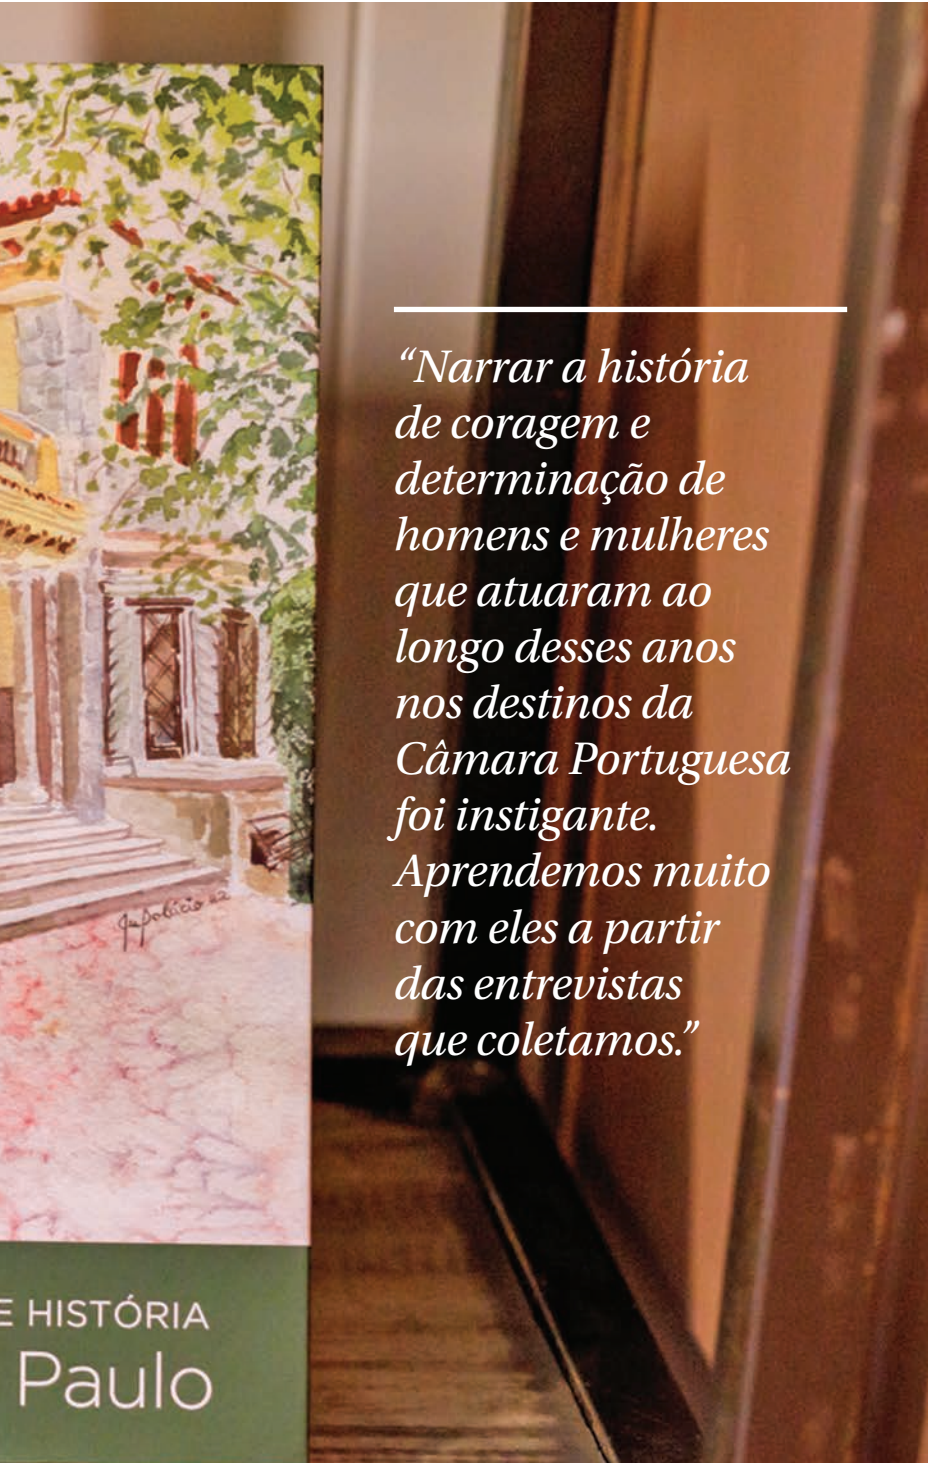 “Narrar a história
de coragem e
determinação de
homens e mulheres
que atuaram ao
longo desses anos
nos destinos da
Câmara Portuguesa
foi instigante.
Aprendemos muito
com eles a partir
das entrevistas
que coletamos.”
E HISTÓRIA
Paulo